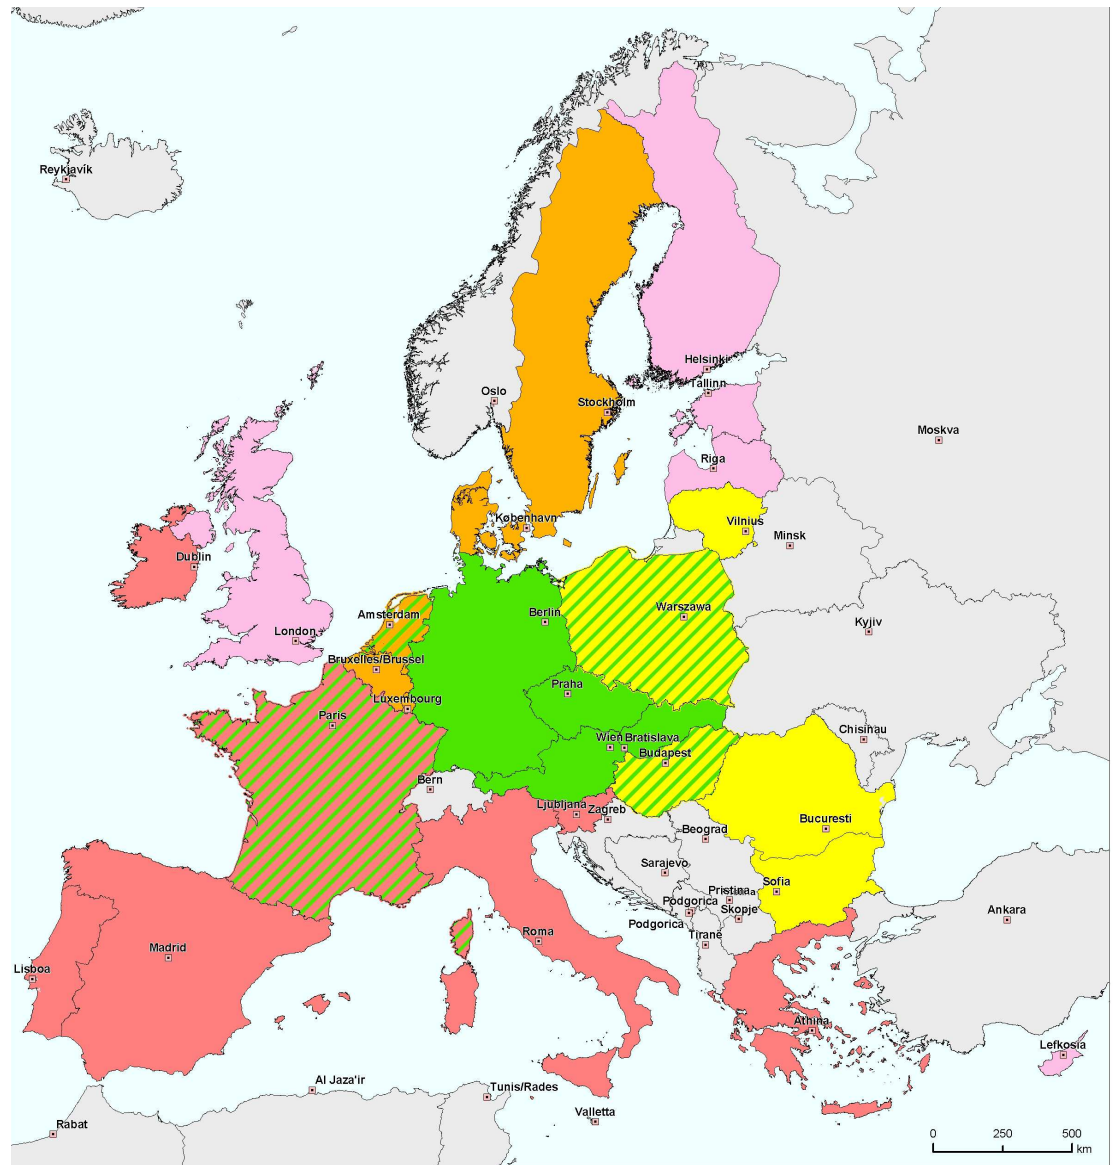 Reykjavík
Helsinki
Tallinn
Oslo
Stockholm
Moskva
Riga
København
Vilnius
Minsk
Dublin
Amsterdam
Berlin
Warszawa
Kyjiv
London
Bruxelles/Brussel
Praha
Luxembourg
Paris
Wien
Bratislava
Chisinau
Budapest
Bern
Ljubljana
Zagreb
Bucuresti
Beograd
Sarajevo
Sofia
Pristina
Podgorica
Skopje
Ankara
Podgorica
Tirane
Roma
Madrid
Lisboa
Athina
Lefkosia
Al Jaza'ir
Tunis/Rades
Valletta
Rabat
0 250 500
km